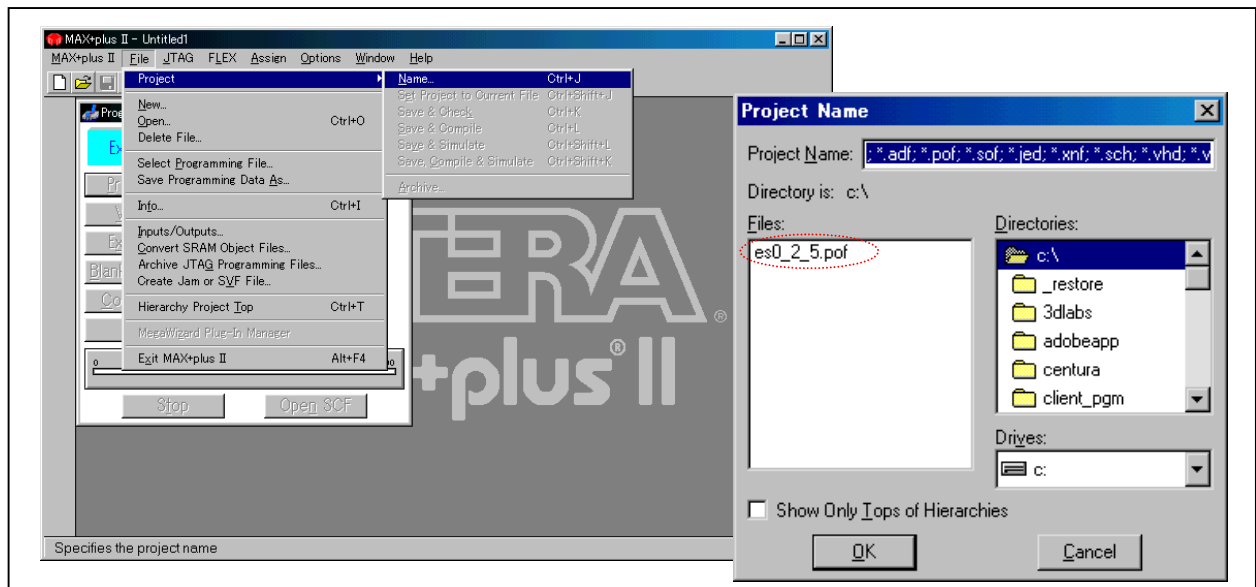 MAX+plus II - Untitled1
MAX+plus II File JTAG FLEX Assign Options Window Help
Project
New...
Open... Ctrl+O
Delete File...
Select Programming File...
Save Programming Data As...
Info... Ctrl+I
Inputs/Outputs...
Convert SRAM Object Files...
Archive JTAG Programming Files...
Create Jam or SVF File...
Hierarchy Project Top Ctrl+T
MegaWizard Plug-In Manager
Exit MAX+plus II Alt+F4
Name... Ctrl+J
Set Project to Current File Ctrl+Shift+J
Save & Check Ctrl+K
Save & Compile Ctrl+L
Save & Simulate Ctrl+Shift+L
Save, Compile & Simulate Ctrl+Shift+K
Archive...
0
Stop Open SCF
ERA®
+plus® II
Specifies the project name
Project Name
Project Name: ; *.adf; *.pof; *.sof; *.jed; *.xnf; *.sch; *.vhd; *.v
Directory is: c:\
Files:
es0_2_5.pof
Directories:
c:\
_restore
3dlabs
adobeapp
centura
client_pgm
Drives:
c:
Show Only Tops of Hierarchies
OK Cancel